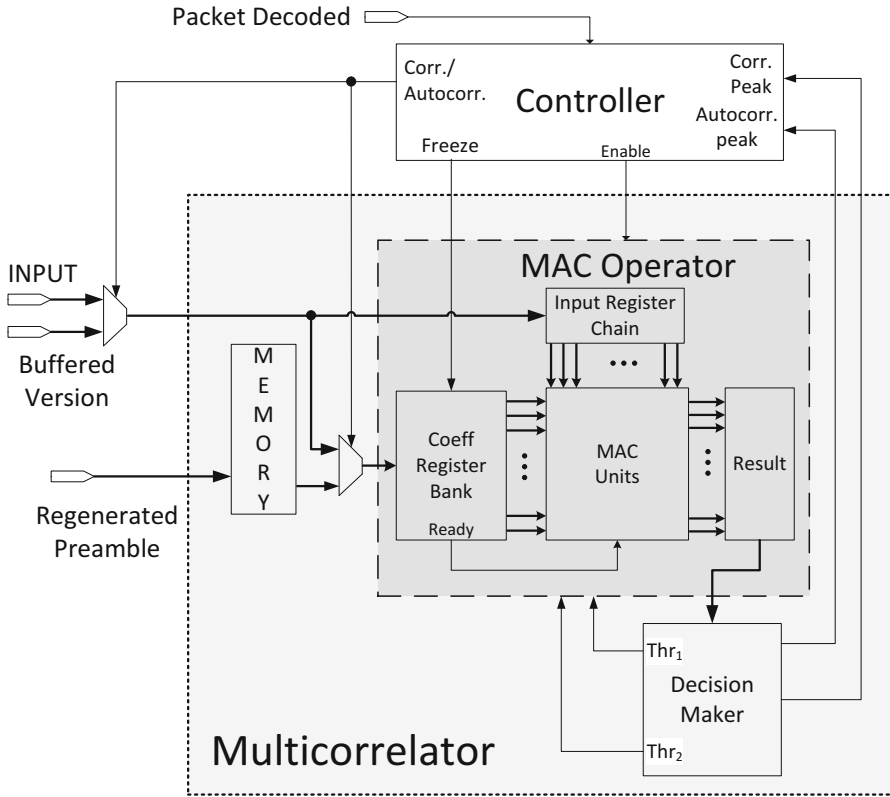 Packet Decoded
Corr./
Autocorr.
Controller
Corr.
Peak
Autocorr.
peak
Freeze
Enable
INPUT
Buffered
Version
MAC Operator
Input Register
Chain
M
E
M
O
R
Y
Coeff
Register
Bank
Ready
MAC
Units
Result
Regenerated
Preamble
Thr₁
Decision
Maker
Thr₂
Multicorrelator